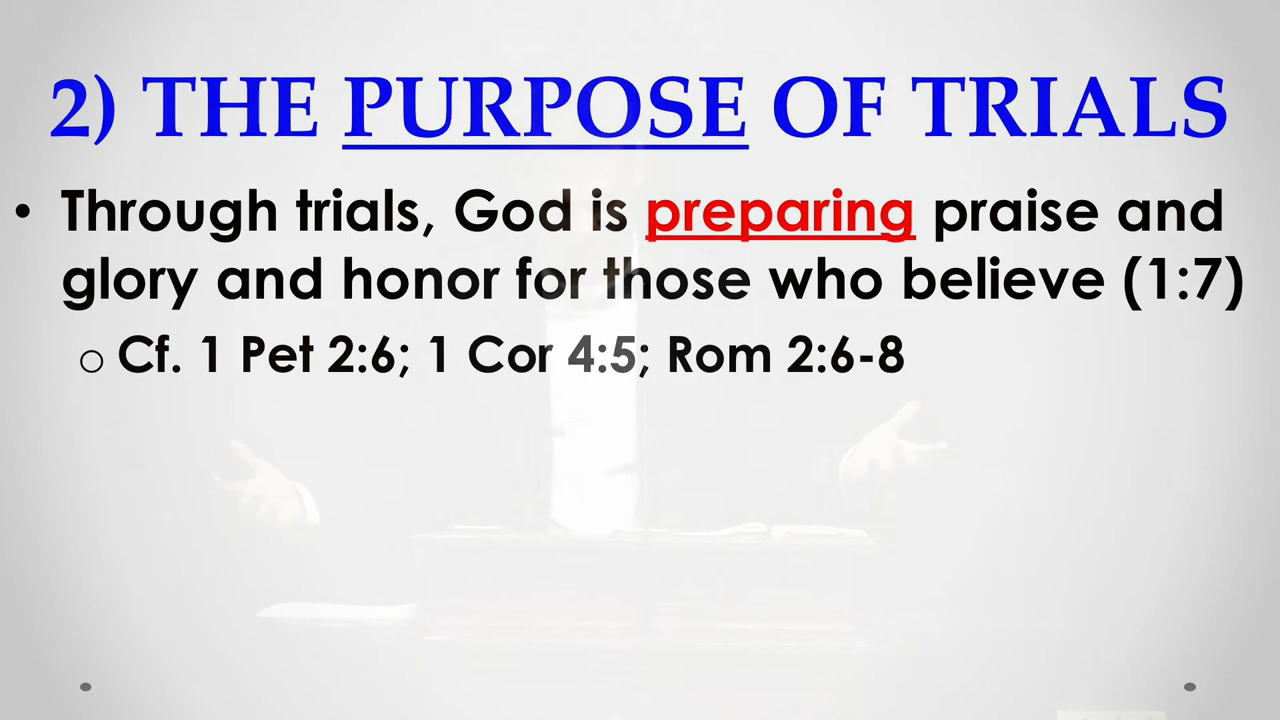 2) THE PURPOSE OF TRIALS
• Through trials, God is preparing praise and
glory and honor for those who believe (1:7)
o Cf. 1 Pet 2:6; 1 Cor 4:5; Rom 2:6-8